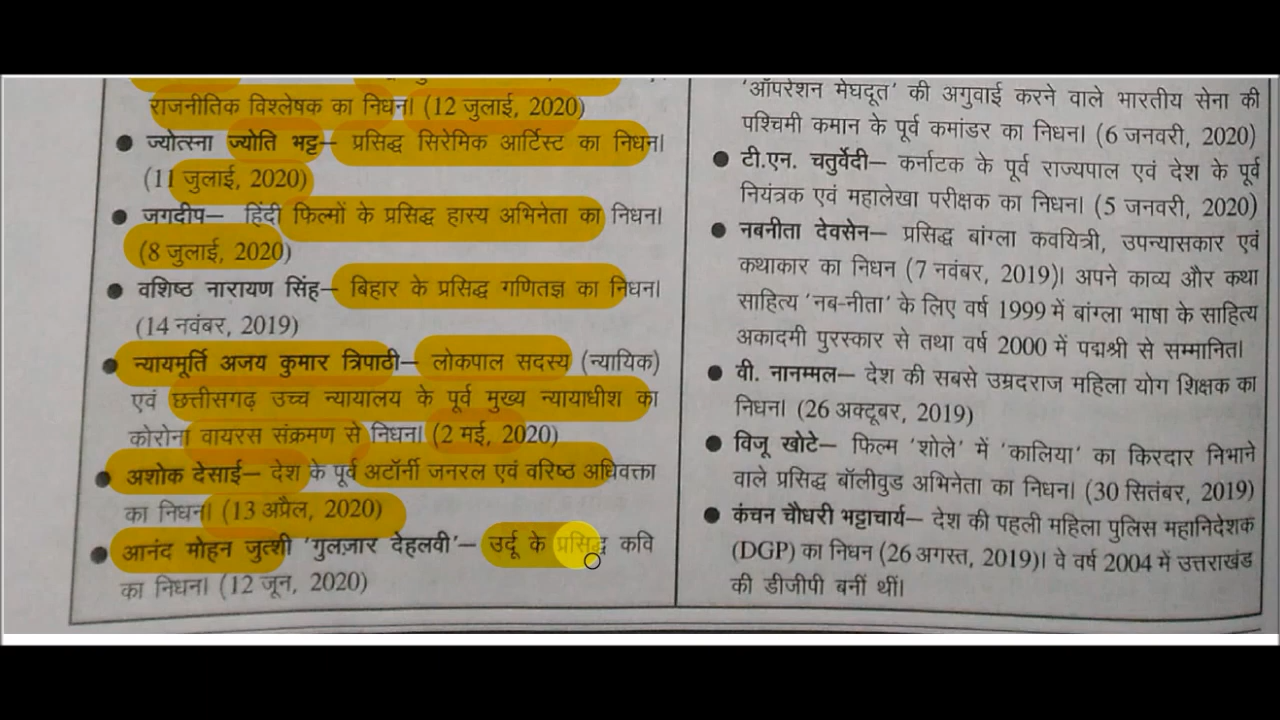 राजनीतिक विश्लेषक का निधन। (12 जुलाई, 2020)
● ज्योत्स्ना ज्योति भट्ट– प्रसिद्ध सिरेमिक आर्टिस्ट का निधन।
(11 जुलाई, 2020)
● जगदीप– हिंदी फिल्मों के प्रसिद्ध हास्य अभिनेता का निधन।
(8 जुलाई, 2020)
● वशिष्ठ नारायण सिंह– बिहार के प्रसिद्ध गणितज्ञ का निधन।
(14 नवंबर, 2019)
● न्यायमूर्ति अजय कुमार त्रिपाठी– लोकपाल सदस्य (न्यायिक)
एवं छत्तीसगढ़ उच्च न्यायालय के पूर्व मुख्य न्यायाधीश का
कोरोना वायरस संक्रमण से निधन। (2 मई, 2020)
● अशोक देसाई– देश के पूर्व अटॉर्नी जनरल एवं वरिष्ठ अधिवक्ता
का निधन। (13 अप्रैल, 2020)
● आनंद मोहन जुत्शी 'गुलज़ार देहलवी'– उर्दू के प्रसिद्ध कवि
का निधन। (12 जून, 2020)
'ऑपरेशन मेघदूत' की अगुवाई करने वाले भारतीय सेना की
पश्चिमी कमान के पूर्व कमांडर का निधन। (6 जनवरी, 2020)
● टी.एन. चतुर्वेदी– कर्नाटक के पूर्व राज्यपाल एवं देश के पूर्व
नियंत्रक एवं महालेखा परीक्षक का निधन। (5 जनवरी, 2020)
● नबनीता देवसेन– प्रसिद्ध बांग्ला कवयित्री, उपन्यासकार एवं
कथाकार का निधन (7 नवंबर, 2019)। अपने काव्य और कथा
साहित्य 'नब-नीता' के लिए वर्ष 1999 में बांग्ला भाषा के साहित्य
अकादमी पुरस्कार से तथा वर्ष 2000 में पद्मश्री से सम्मानित।
● वी. नानम्मल– देश की सबसे उम्रदराज महिला योग शिक्षक का
निधन। (26 अक्टूबर, 2019)
● विजू खोटे– फिल्म 'शोले' में 'कालिया' का किरदार निभाने
वाले प्रसिद्ध बॉलीवुड अभिनेता का निधन। (30 सितंबर, 2019)
● कंचन चौधरी भट्टाचार्य– देश की पहली महिला पुलिस महानिदेशक
(DGP) का निधन (26 अगस्त, 2019)। वे वर्ष 2004 में उत्तराखंड
की डीजीपी बनीं थीं।